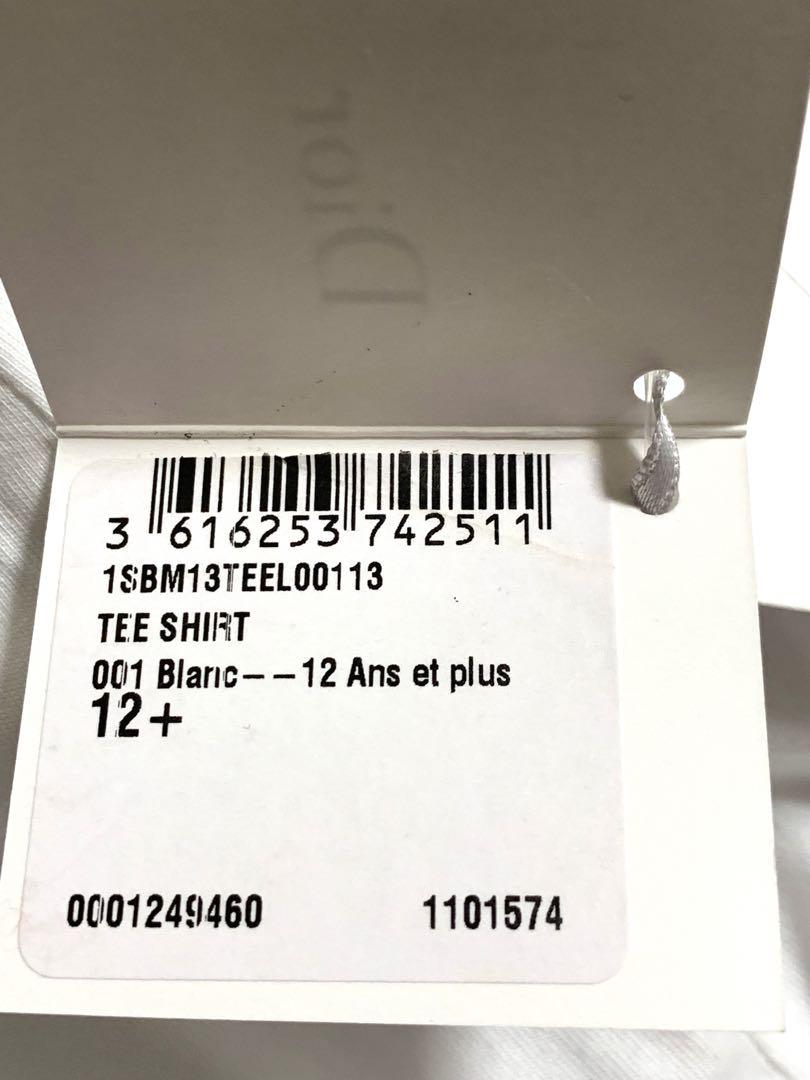 Dior
3 616253 742511
1SBM13TEEL00113
TEE SHIRT
001 Blanc--12 Ans et plus
12+
0001249460 1101574